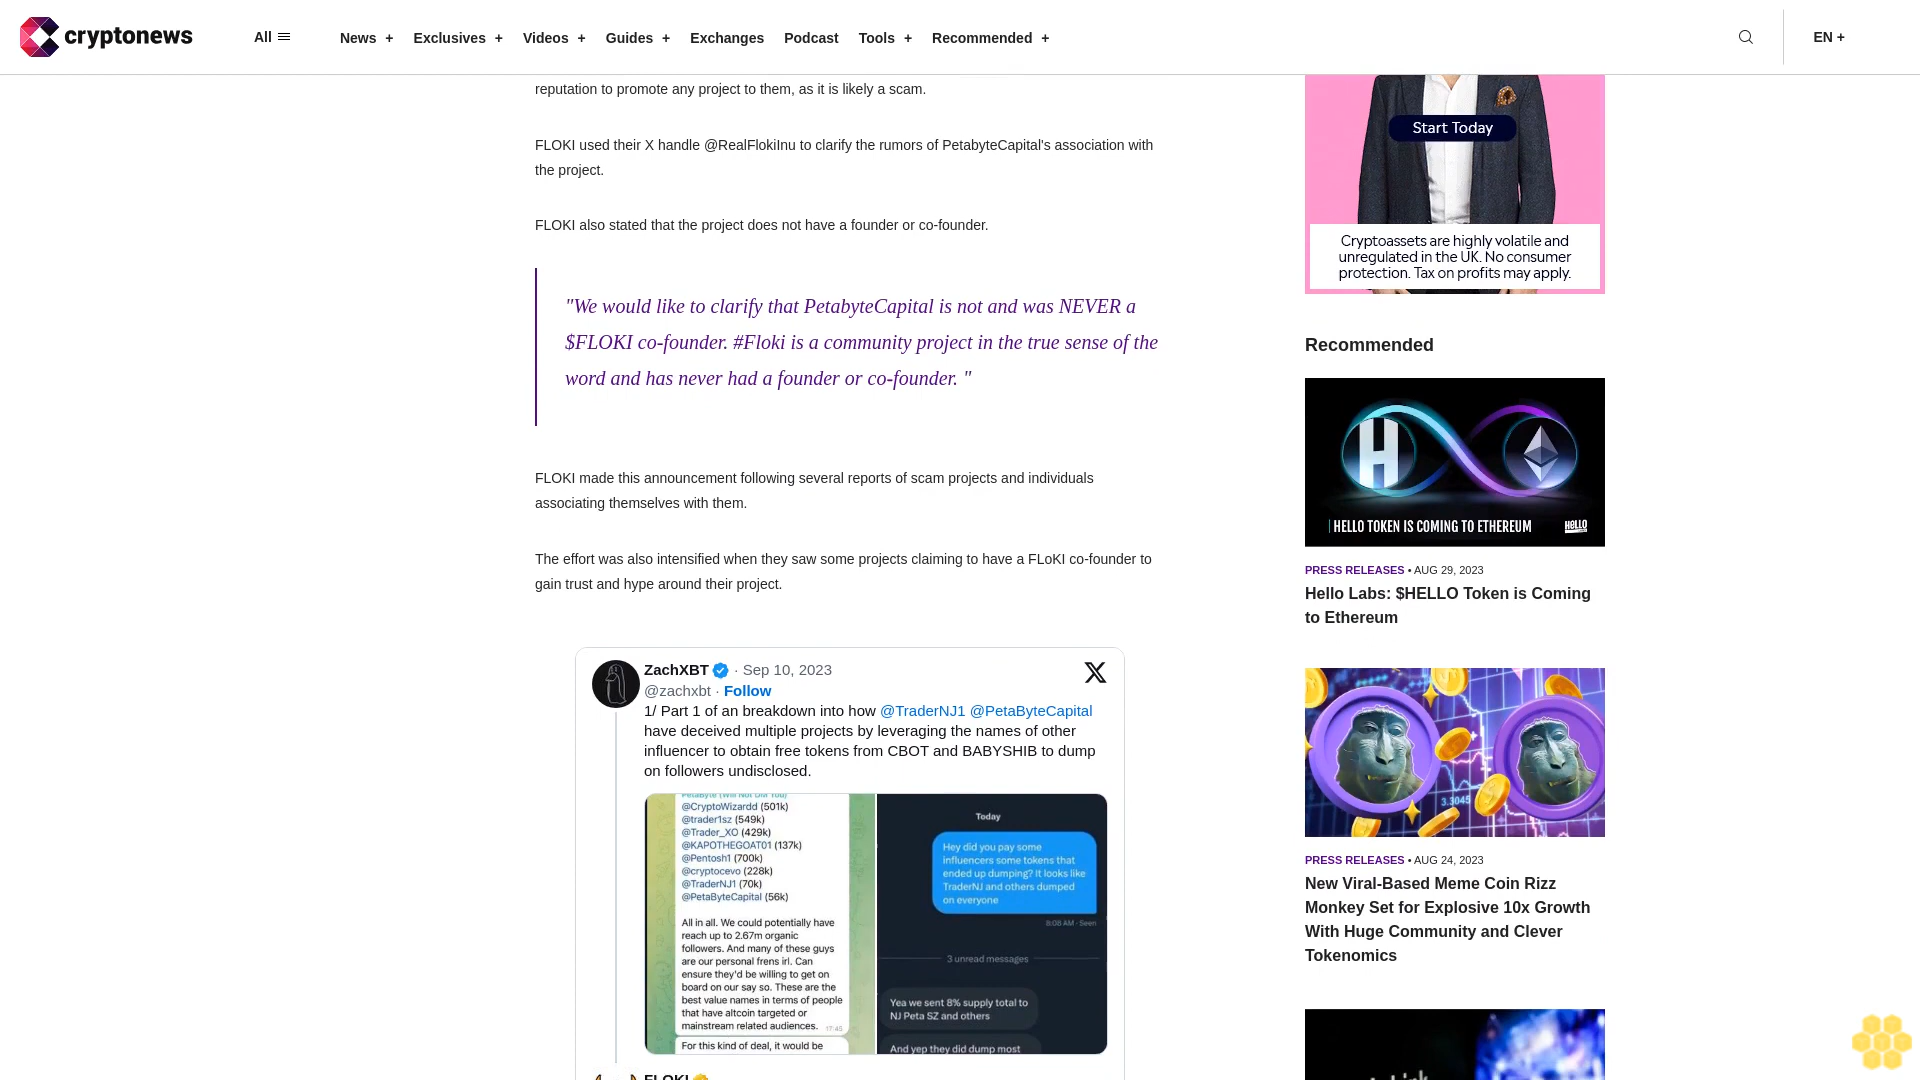 cryptonews
All
News +
Exclusives +
Videos +
Guides +
Exchanges
Podcast
Tools +
Recommended +
EN +
reputation to promote any project to them, as it is likely a scam.
FLOKI used their X handle @RealFlokiInu to clarify the rumors of PetabyteCapital's association with
the project.
FLOKI also stated that the project does not have a founder or co-founder.
"We would like to clarify that PetabyteCapital is not and was NEVER a
$FLOKI co-founder. #Floki is a community project in the true sense of the
word and has never had a founder or co-founder. "
FLOKI made this announcement following several reports of scam projects and individuals
associating themselves with them.
The effort was also intensified when they saw some projects claiming to have a FLoKI co-founder to
gain trust and hype around their project.
ZachXBT · Sep 10, 2023
@zachxbt · Follow
1/ Part 1 of an breakdown into how @TraderNJ1 @PetaByteCapital
have deceived multiple projects by leveraging the names of other
influencer to obtain free tokens from CBOT and BABYSHIB to dump
on followers undisclosed.
PetaByte (Will Not DM You)
@CryptoWizardd (501k)
@trader1sz (549k)
@Trader_XO (429k)
@KAPOTHEGOAT01 (137k)
@Pentosh1 (700k)
@cryptocevo (228k)
@TraderNJ1 (70k)
@PetaByteCapital (56k)
All in all. We could potentially have
reach up to 2.67m organic
followers. And many of these guys
are our personal frens irl. Can
ensure they'd be willing to get on
board on our say so. These are the
best value names in terms of people
that have altcoin targeted or
mainstream related audiences.
17:45
For this kind of deal, it would be
Today
Hey did you pay some
influencers some tokens that
ended up dumping? It looks like
TraderNJ and others dumped
on everyone
8:08 AM · Seen
3 unread messages
Yea we sent 8% supply total to
NJ Peta SZ and others
And yep they did dump most
FLOKI
Start Today
Cryptoassets are highly volatile and
unregulated in the UK. No consumer
protection. Tax on profits may apply.
Recommended
H
HELLO TOKEN IS COMING TO ETHEREUM
HELLO
PRESS RELEASES • AUG 29, 2023
Hello Labs: $HELLO Token is Coming
to Ethereum
3.3045
PRESS RELEASES • AUG 24, 2023
New Viral-Based Meme Coin Rizz
Monkey Set for Explosive 10x Growth
With Huge Community and Clever
Tokenomics